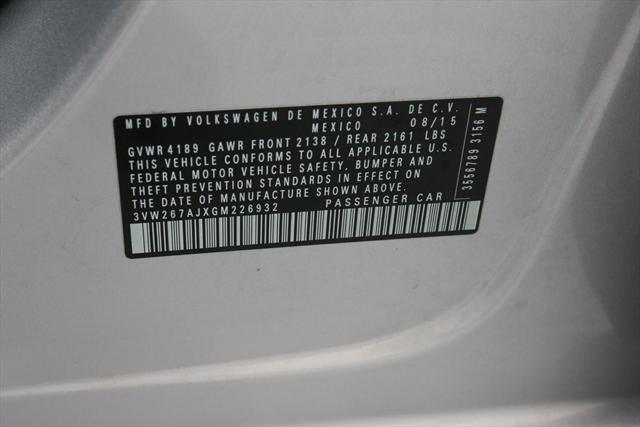 MFD BY VOLKSWAGEN DE MEXICO S.A. DE C.V.
MEXICO 08/15
GVWR 4189 GAWR FRONT 2138 / REAR 2161 LBS
THIS VEHICLE CONFORMS TO ALL APPLICABLE U.S.
FEDERAL MOTOR VEHICLE SAFETY, BUMPER AND
THEFT PREVENTION STANDARDS IN EFFECT ON
THE DATE OF MANUFACTURE SHOWN ABOVE.
3VW267AJXGM226932 PASSENGER CAR
3556789 3156 M